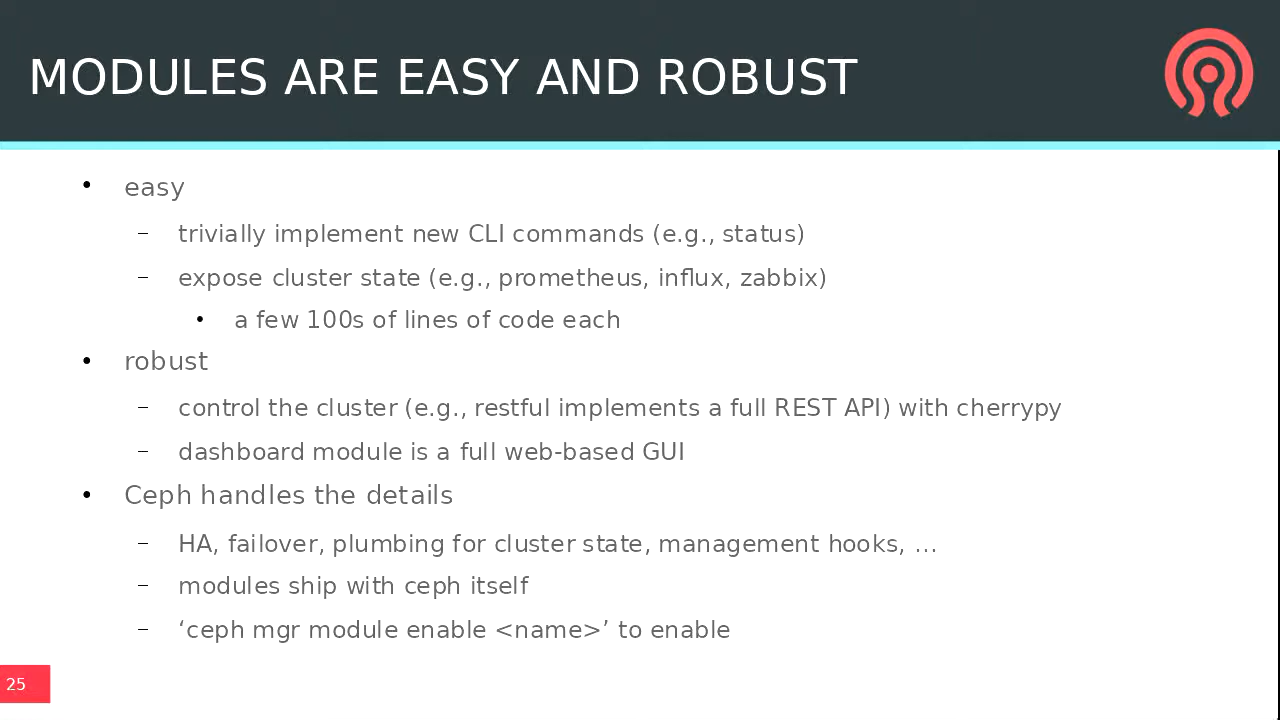 MODULES ARE EASY AND ROBUST
• easy
– trivially implement new CLI commands (e.g., status)
– expose cluster state (e.g., prometheus, influx, zabbix)
• a few 100s of lines of code each
• robust
– control the cluster (e.g., restful implements a full REST API) with cherrypy
– dashboard module is a full web-based GUI
• Ceph handles the details
– HA, failover, plumbing for cluster state, management hooks, …
– modules ship with ceph itself
– ‘ceph mgr module enable <name>’ to enable
25